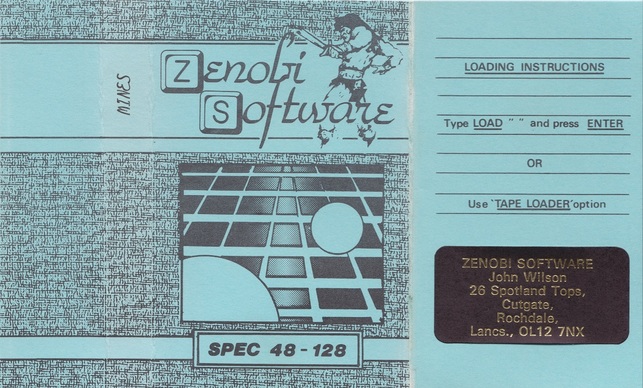 MINES
Zenobi
Software
SPEC 48 - 128
LOADING INSTRUCTIONS
Type LOAD " " and press ENTER
OR
Use 'TAPE LOADER' option
ZENOBI SOFTWARE
John Wilson
26 Spotland Tops,
Cutgate,
Rochdale,
Lancs., OL12 7NX